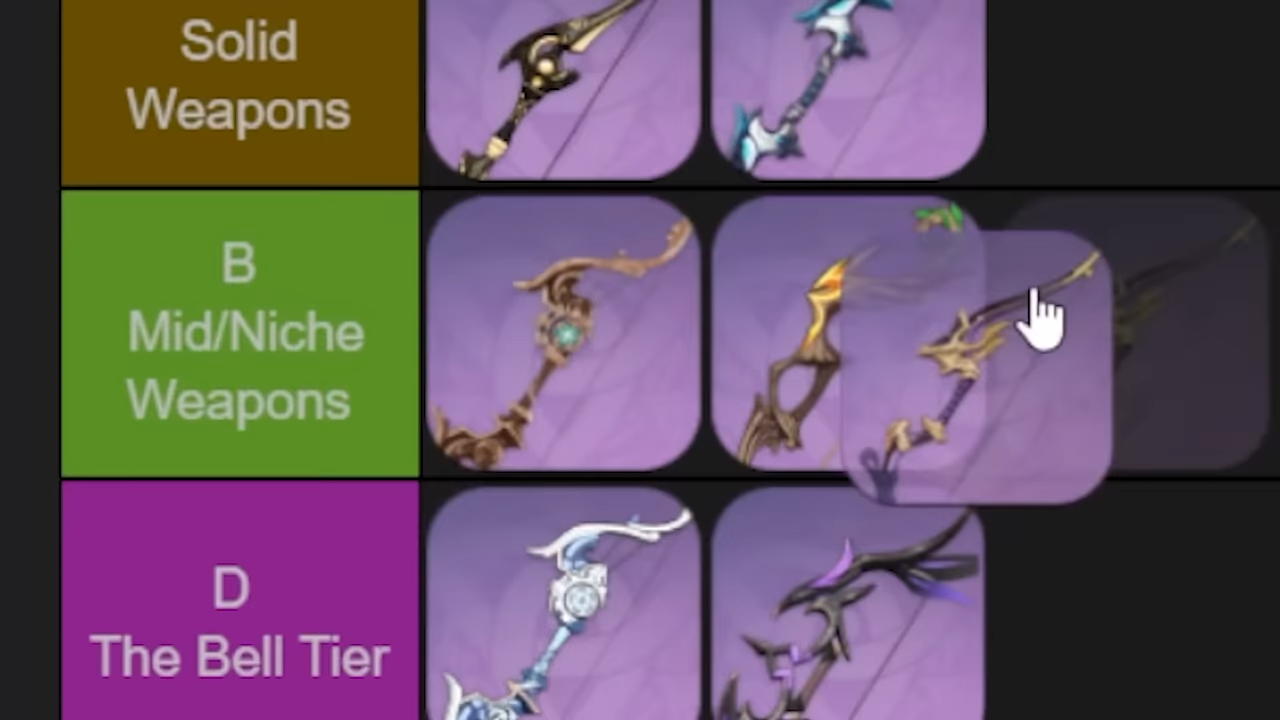 Solid
Weapons
B
Mid/Niche
Weapons
D
The Bell Tier